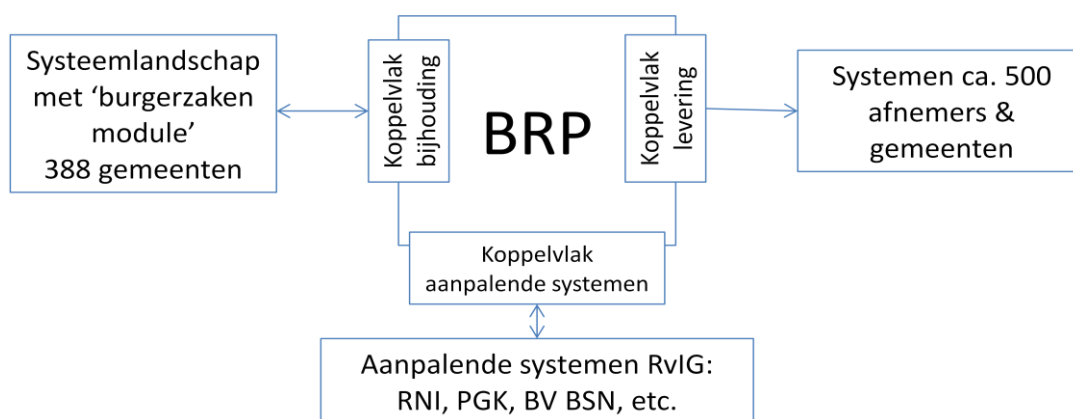 Systeemlandschap
met ‘burgerzaken
module’
388 gemeenten
Koppelvlak
bijhouding
BRP
Koppelvlak
levering
Systemen ca. 500
afnemers &
gemeenten
Koppelvlak
aanpalende systemen
Aanpalende systemen RvIG:
RNI, PGK, BV BSN, etc.